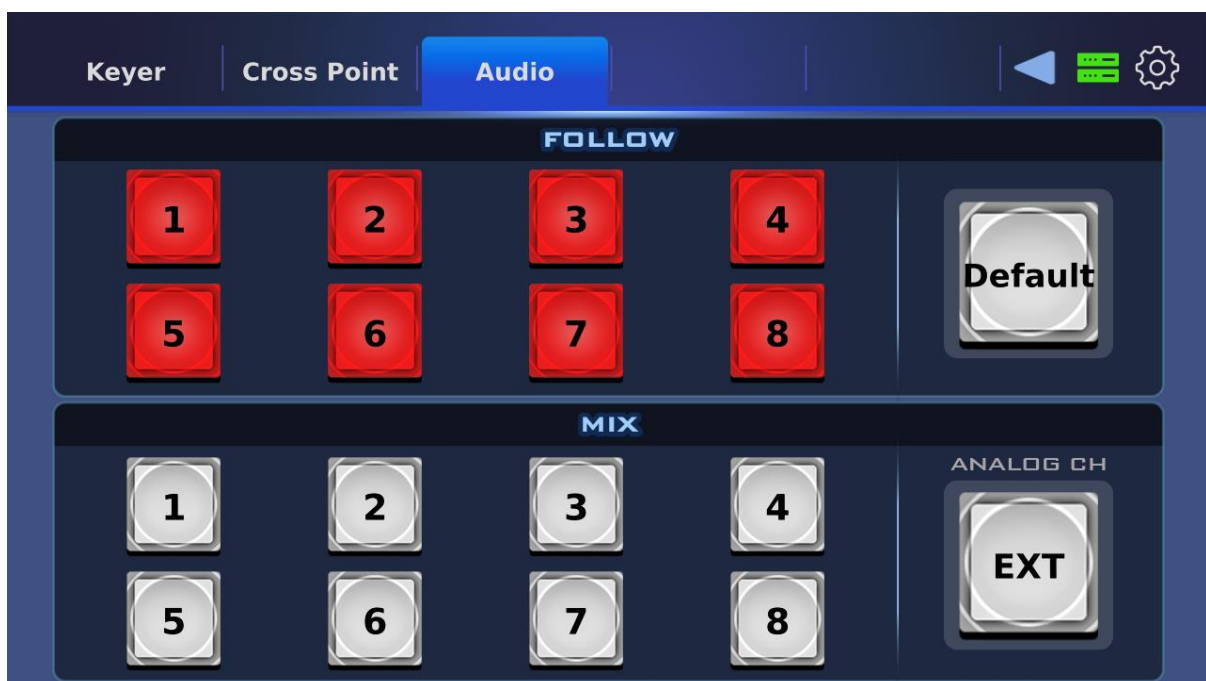 Keyer Cross Point Audio
FOLLOW
1 2 3 4
Default
5 6 7 8
MIX
ANALOG CH
1 2 3 4
EXT
5 6 7 8